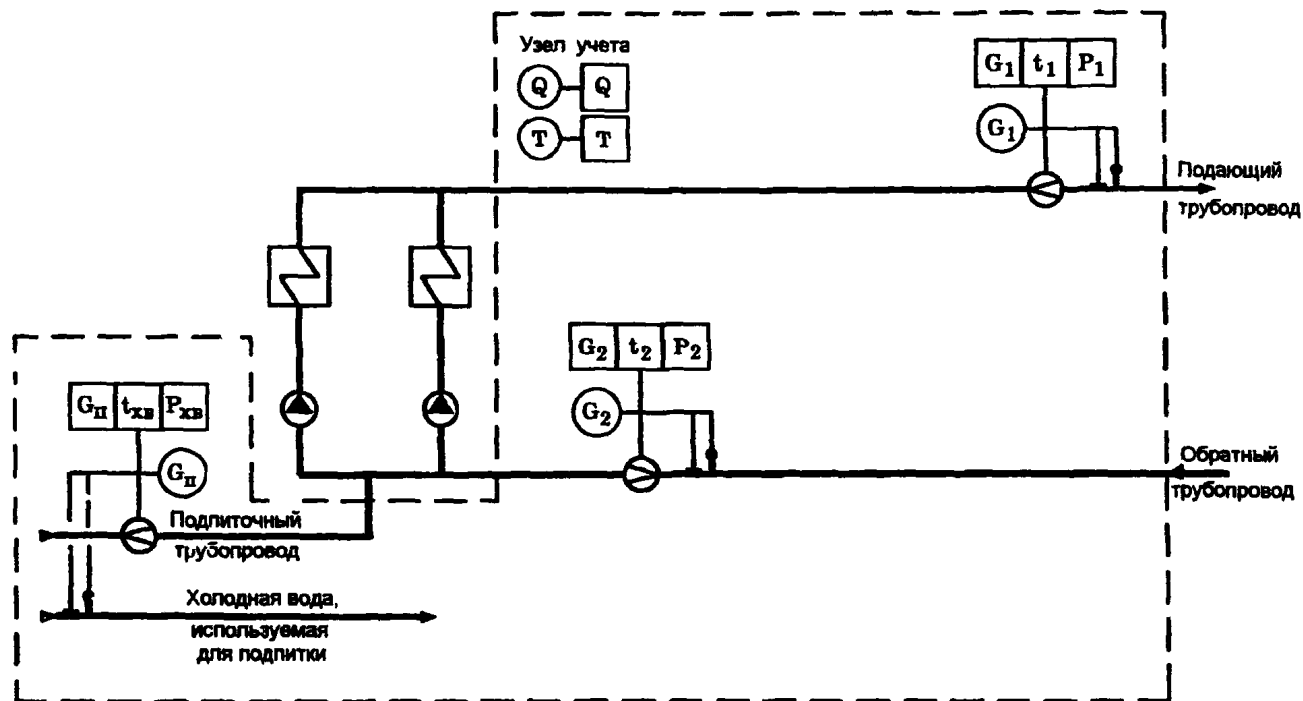 Узел учета
Q Q
T T
G1 t1 P1
G1
Подающий
трубопровод
G2 t2 P2
G2
Gп tхв Pхв
Gп
Обратный
трубопровод
Подпиточный
трубопровод
Холодная вода,
используемая
для подпитки